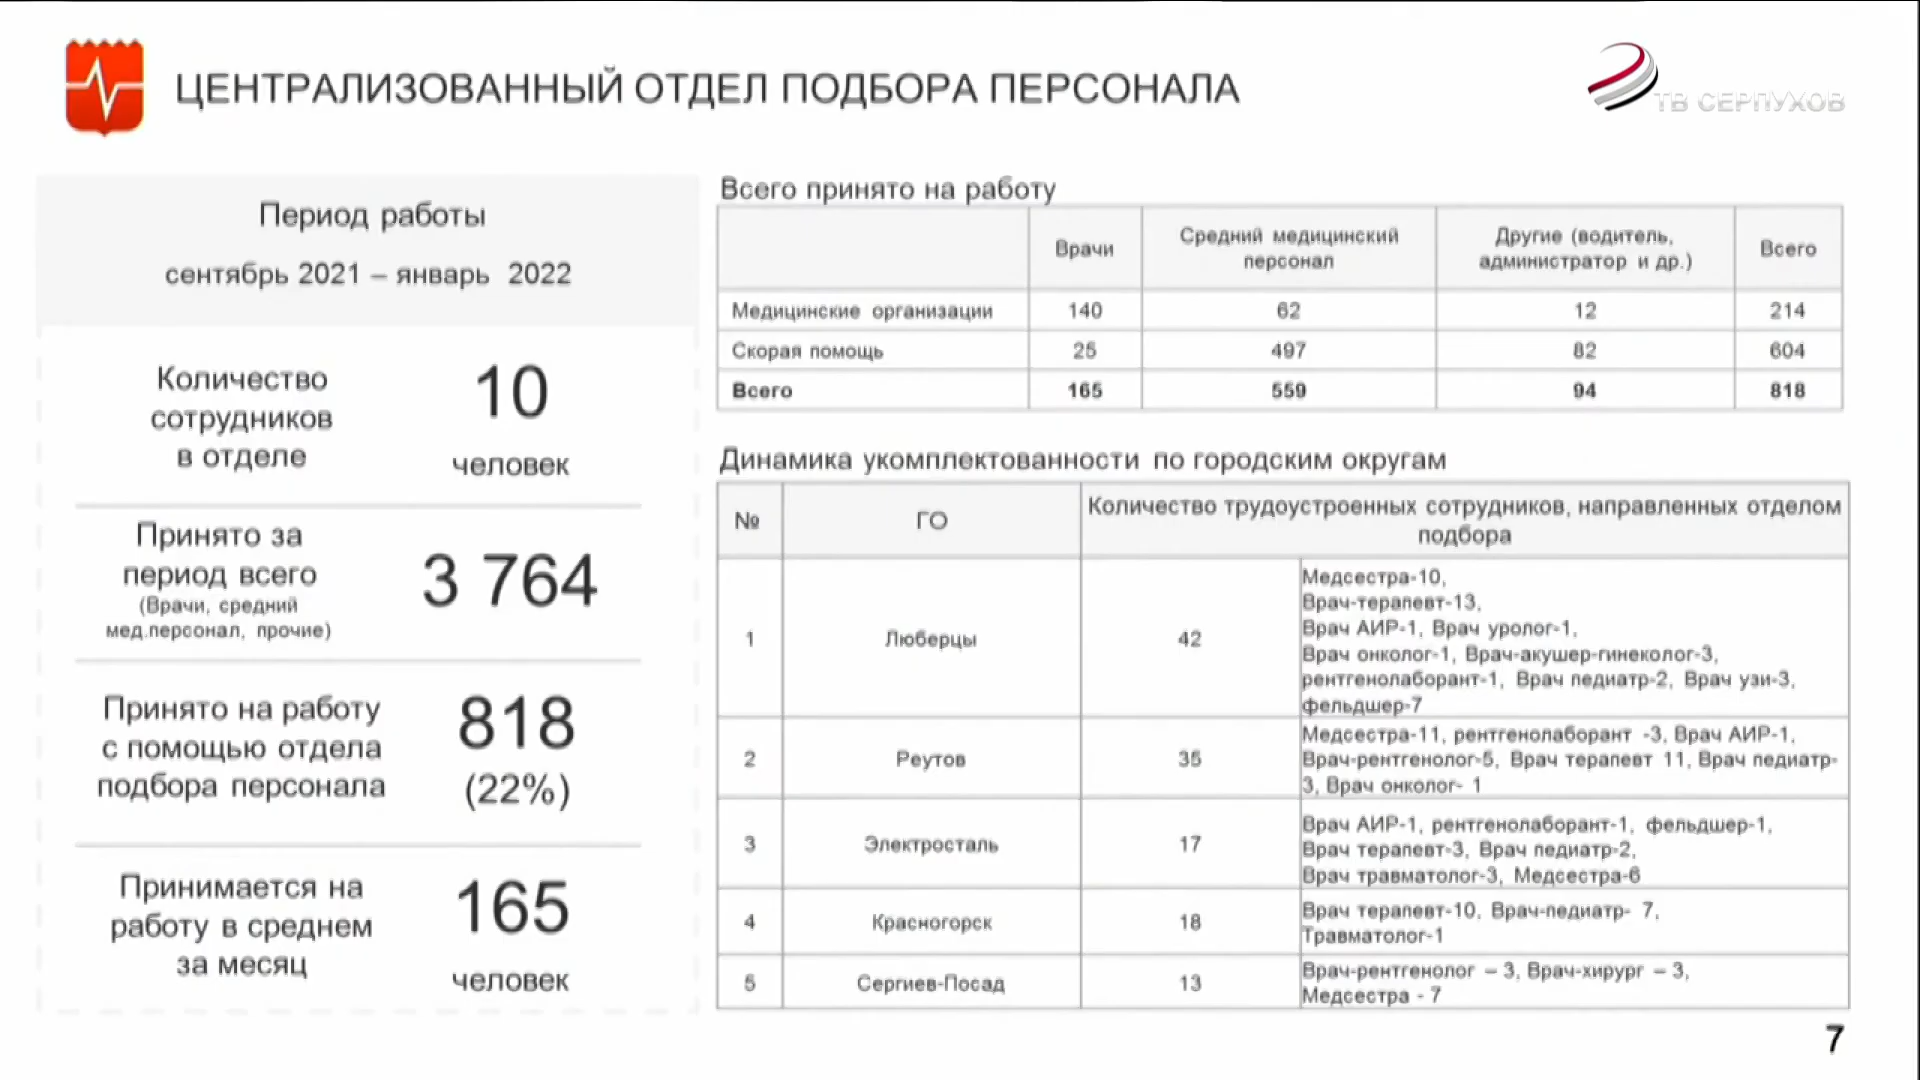 ЦЕНТРАЛИЗОВАННЫЙ ОТДЕЛ ПОДБОРА ПЕРСОНАЛА
ТВ СЕРПУХОВ
Период работы
сентябрь 2021 – январь 2022
Количество
сотрудников
в отделе
10
человек
Принято за
период всего
(Врачи, средний
мед.персонал, прочие)
3 764
Принято на работу
с помощью отдела
подбора персонала
818
(22%)
Принимается на
работу в среднем
за месяц
165
человек
Всего принято на работу
Врачи
Средний медицинский
персонал
Другие (водитель,
администратор и др.)
Всего
Медицинские организации 140 62 12 214
Скорая помощь 25 497 82 604
Всего 165 559 94 818
Динамика укомплектованности по городским округам
№
ГО
Количество трудоустроенных сотрудников, направленных отделом
подбора
1 Люберцы 42
Медсестра-10,
Врач-терапевт-13,
Врач АИР-1, Врач уролог-1,
Врач онколог-1, Врач-акушер-гинеколог-3,
рентгенолаборант-1, Врач педиатр-2, Врач узи-3,
фельдшер-7
2 Реутов 35
Медсестра-11, рентгенолаборант -3, Врач АИР-1,
Врач-рентгенолог-5, Врач терапевт 11, Врач педиатр-
3, Врач онколог- 1
3 Электросталь 17
Врач АИР-1, рентгенолаборант-1, фельдшер-1,
Врач терапевт-3, Врач педиатр-2,
Врач травматолог-3, Медсестра-6
4 Красногорск 18
Врач терапевт-10, Врач-педиатр- 7,
Травматолог-1
5 Сергиев-Посад 13
Врач-рентгенолог – 3, Врач-хирург – 3,
Медсестра - 7
7